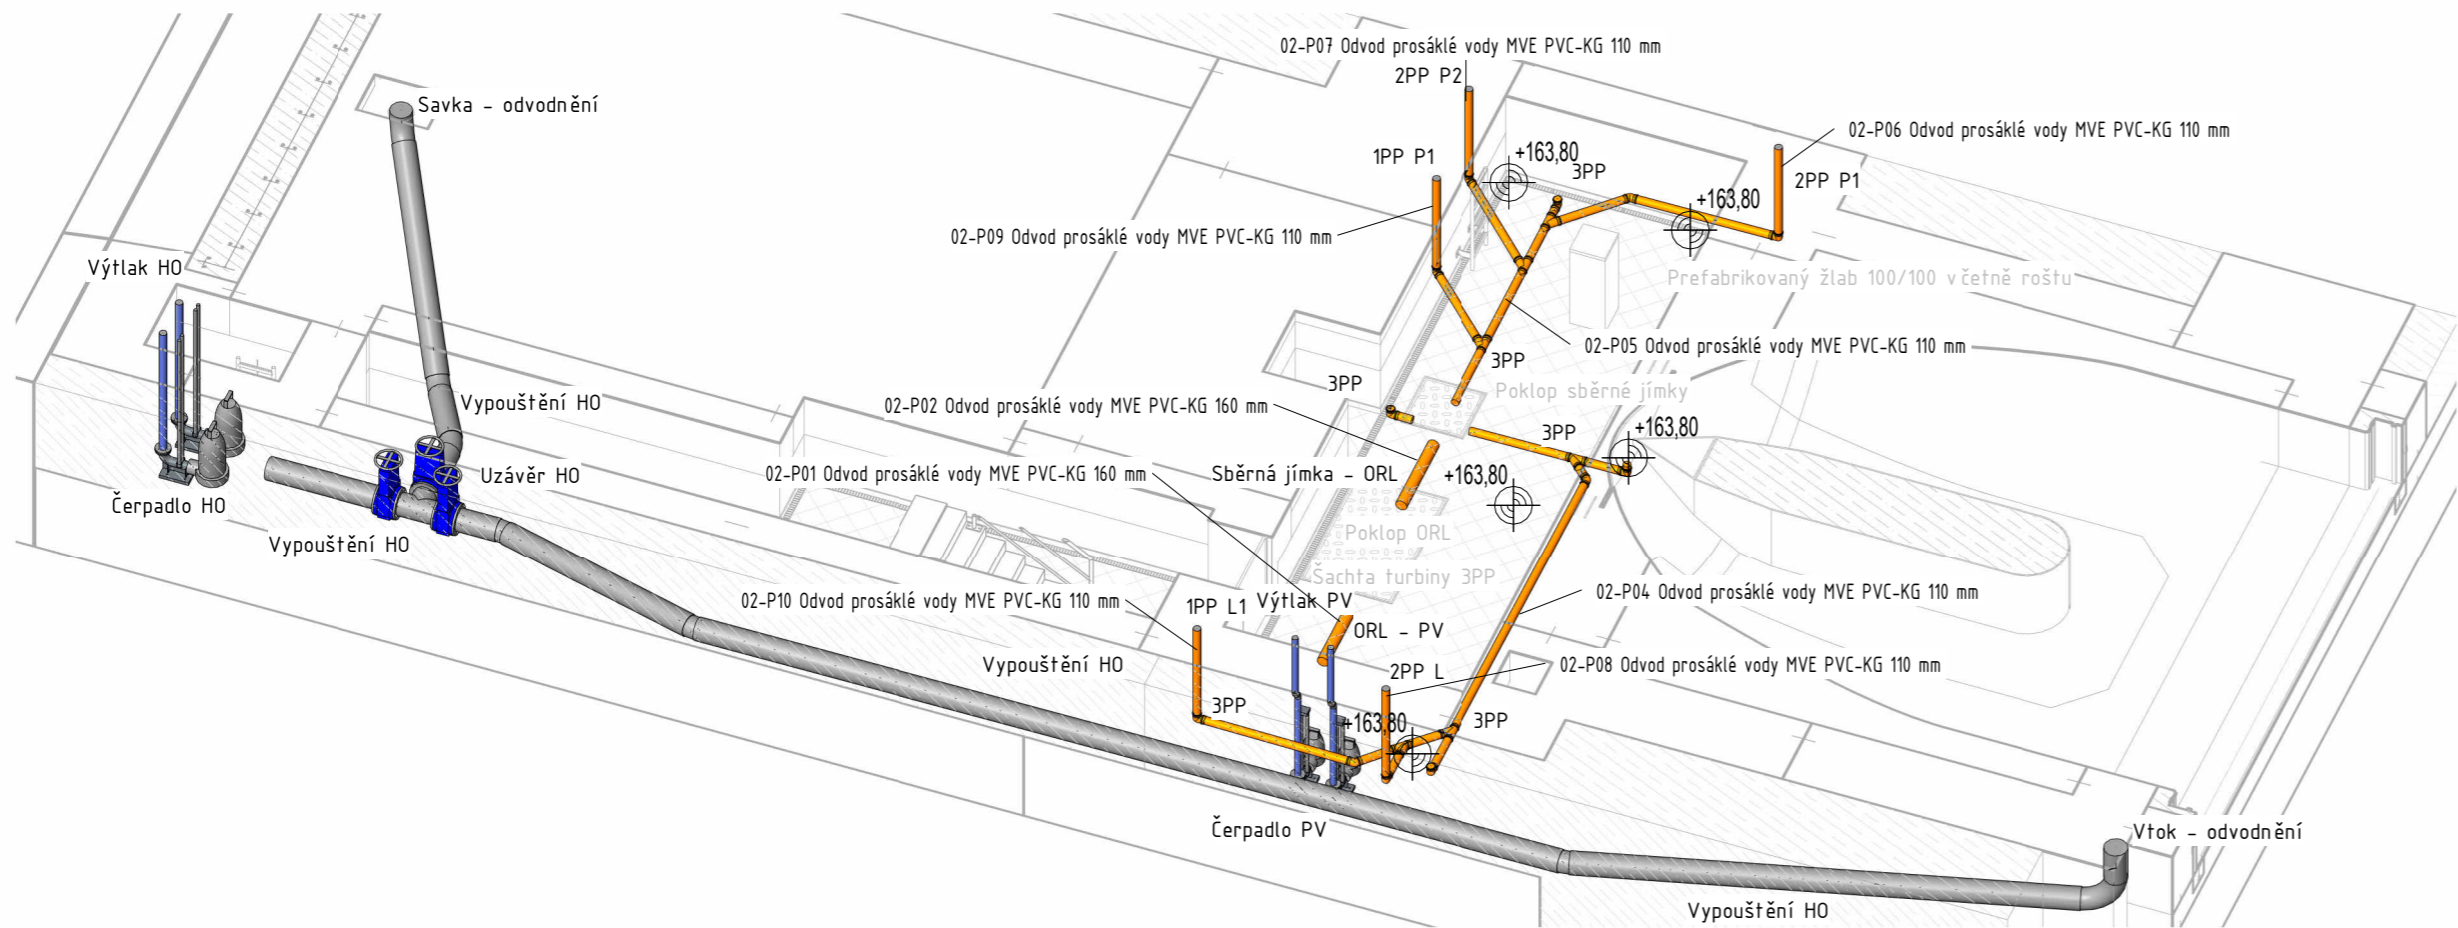 02-P07 Odvod prosáklé vody MVE PVC-KG 110 mm
2PP P2
Savka - odvodnění
02-P06 Odvod prosáklé vody MVE PVC-KG 110 mm
1PP P1
+163,80
3PP
2PP P1
+163,80
02-P09 Odvod prosáklé vody MVE PVC-KG 110 mm
Výtlak HO
Prefabrikovaný žlab 100/100 včetně roštu
02-P05 Odvod prosáklé vody MVE PVC-KG 110 mm
3PP
3PP
Poklop sběrné jímky
Vypouštění HO
02-P02 Odvod prosáklé vody MVE PVC-KG 160 mm
3PP
+163,80
Uzávěr HO
02-P01 Odvod prosáklé vody MVE PVC-KG 160 mm
Sběrná jímka - ORL
+163,80
Čerpadlo HO
Vypouštění HO
Poklop ORL
Šachta turbiny 3PP
02-P10 Odvod prosáklé vody MVE PVC-KG 110 mm
1PP L1
Výtlak PV
02-P04 Odvod prosáklé vody MVE PVC-KG 110 mm
ORL - PV
Vypouštění HO
2PP L
02-P08 Odvod prosáklé vody MVE PVC-KG 110 mm
3PP
+163,80
3PP
Čerpadlo PV
Vtok - odvodnění
Vypouštění HO